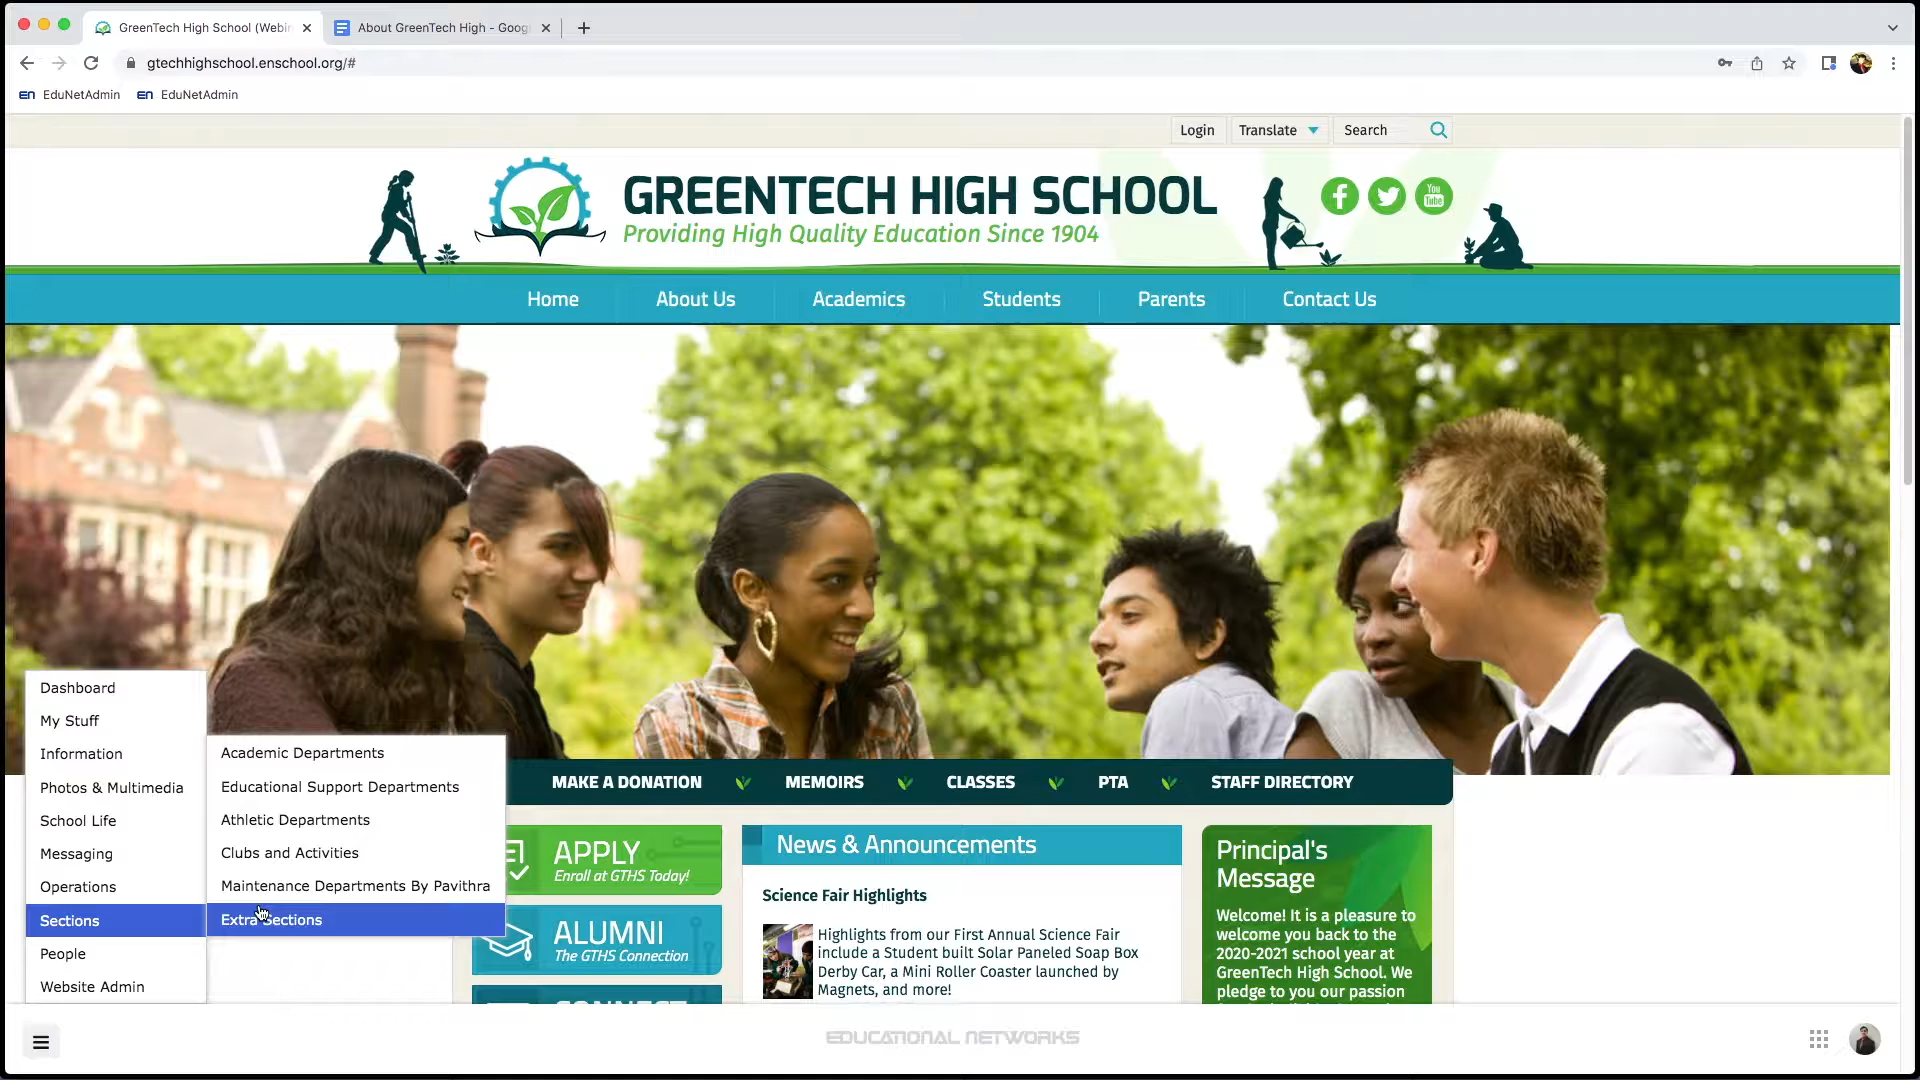 GreenTech High School (Webin
About GreenTech High - Goog
gtechhighschool.enschool.org/#
EN EduNetAdmin EN EduNetAdmin
Login Translate Search
GREENTECH HIGH SCHOOL
Providing High Quality Education Since 1904
You
Tube
Home About Us Academics Students Parents Contact Us
Dashboard
My Stuff
Information
Photos & Multimedia
School Life
Messaging
Operations
Sections
People
Website Admin
Academic Departments
Educational Support Departments
Athletic Departments
Clubs and Activities
Maintenance Departments By Pavithra
Extra Sections
MAKE A DONATION MEMOIRS CLASSES PTA STAFF DIRECTORY
APPLY
Enroll at GTHS Today!
ALUMNI
The GTHS Connection
CONNECT
News & Announcements
Science Fair Highlights
Highlights from our First Annual Science Fair
include a Student built Solar Paneled Soap Box
Derby Car, a Mini Roller Coaster launched by
Magnets, and more!
Principal's
Message
Welcome! It is a pleasure to
welcome you back to the
2020-2021 school year at
GreenTech High School. We
pledge to you our passion
EDUCATIONAL NETWORKS